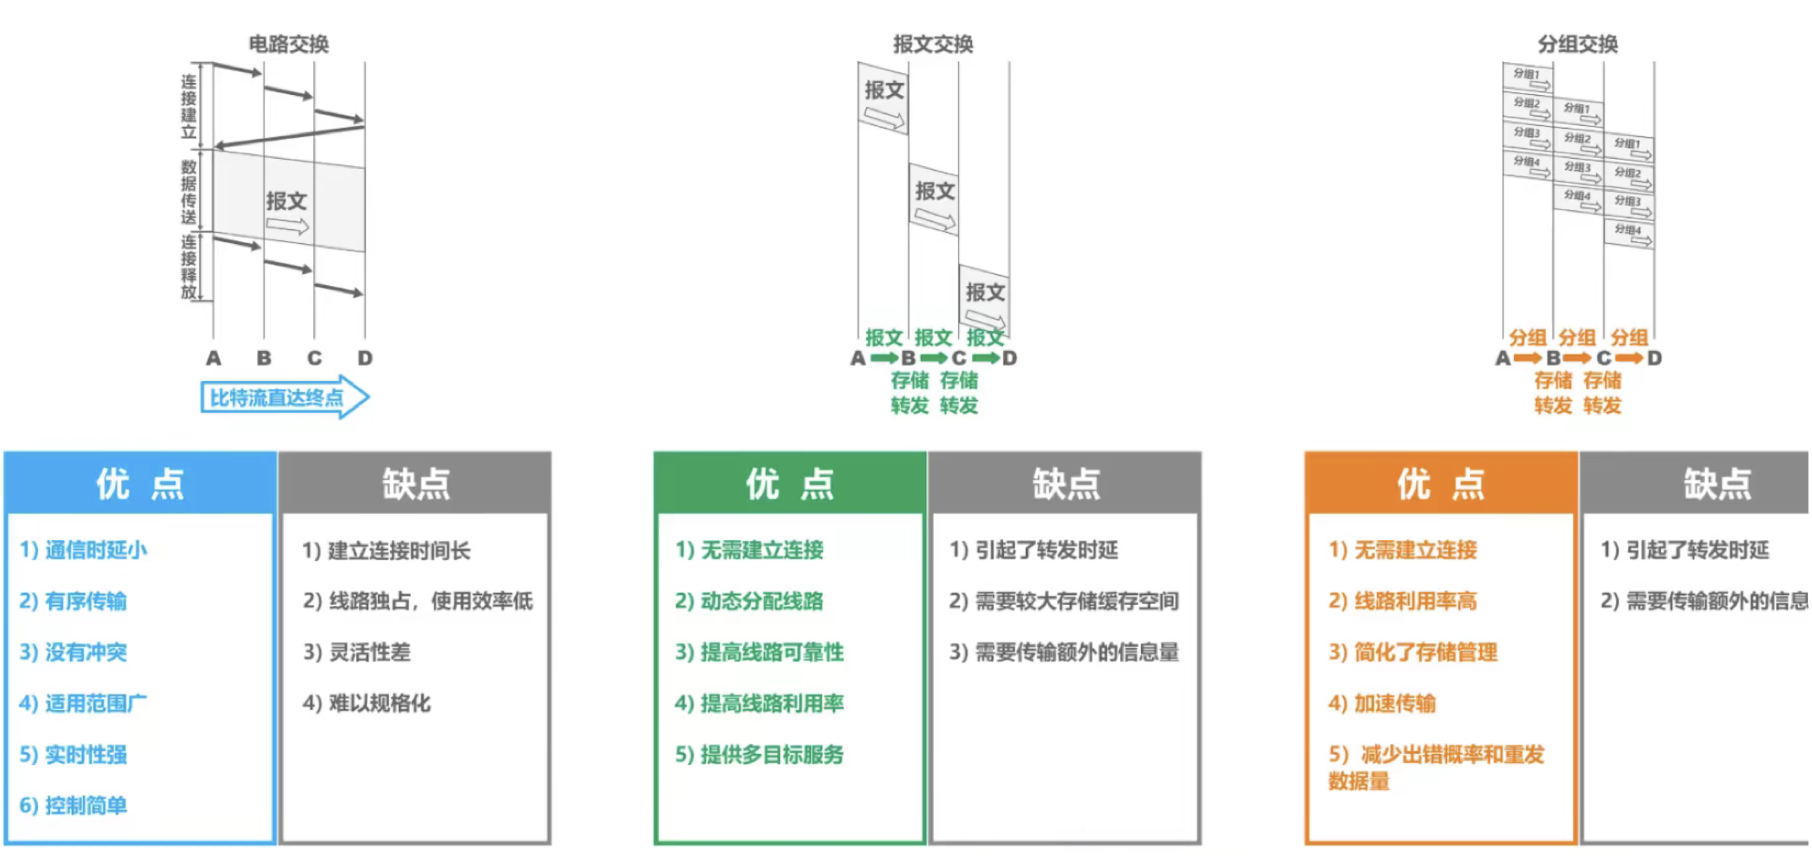 电路交换
连接建立
数据传送
连接释放
报文
A B C D
比特流直达终点
优 点
缺点
1) 通信时延小
2) 有序传输
3) 没有冲突
4) 适用范围广
5) 实时性强
6) 控制简单
1) 建立连接时间长
2) 线路独占，使用效率低
3) 灵活性差
4) 难以规格化
报文交换
报文
报文
报文
报文 报文 报文
A B C D
存储 存储
转发 转发
优 点
缺点
1) 无需建立连接
2) 动态分配线路
3) 提高线路可靠性
4) 提高线路利用率
5) 提供多目标服务
1) 引起了转发时延
2) 需要较大存储缓存空间
3) 需要传输额外的信息量
分组交换
分组1
分组2 分组1
分组3 分组2 分组1
分组4 分组3 分组2
分组4 分组3
分组4
分组 分组 分组
A B C D
存储 存储
转发 转发
优 点
缺点
1) 无需建立连接
2) 线路利用率高
3) 简化了存储管理
4) 加速传输
5) 减少出错概率和重发
数据量
1) 引起了转发时延
2) 需要传输额外的信息